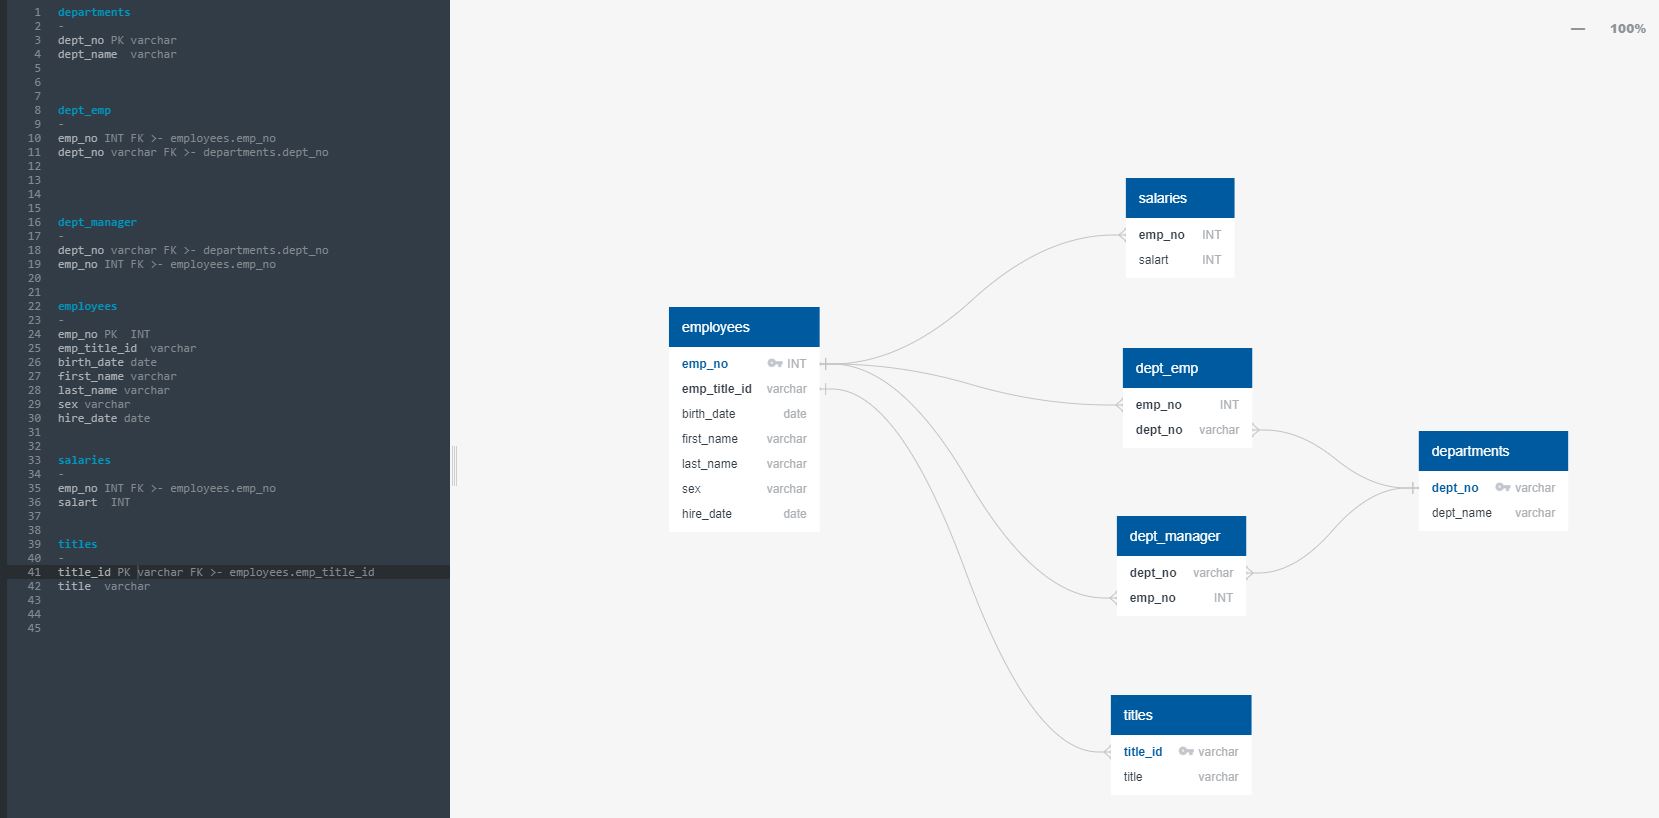 1 departments
2 -
3 dept_no PK varchar
4 dept_name  varchar
5
6
7
8 dept_emp
9 -
10 emp_no INT FK >- employees.emp_no
11 dept_no varchar FK >- departments.dept_no
12
13
14
15
16 dept_manager
17 -
18 dept_no varchar FK >- departments.dept_no
19 emp_no INT FK >- employees.emp_no
20
21
22 employees
23 -
24 emp_no PK  INT
25 emp_title_id  varchar
26 birth_date date
27 first_name varchar
28 last_name varchar
29 sex varchar
30 hire_date date
31
32
33 salaries
34 -
35 emp_no INT FK >- employees.emp_no
36 salart  INT
37
38
39 titles
40 -
41 title_id PK varchar FK >- employees.emp_title_id
42 title  varchar
43
44
45
— 100%
employees
emp_no INT
emp_title_id varchar
birth_date date
first_name varchar
last_name varchar
sex varchar
hire_date date
salaries
emp_no INT
salart INT
dept_emp
emp_no INT
dept_no varchar
dept_manager
dept_no varchar
emp_no INT
titles
title_id varchar
title varchar
departments
dept_no varchar
dept_name varchar